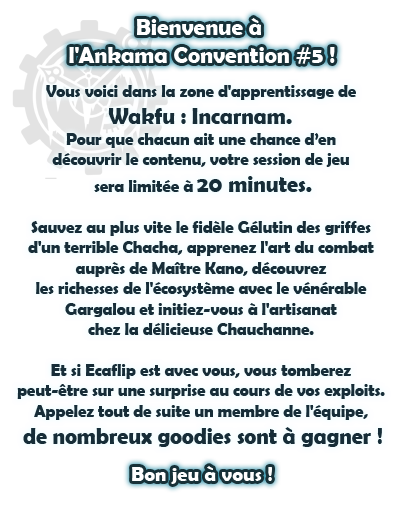 Bienvenue à
l'Ankama Convention #5 !
Vous voici dans la zone d'apprentissage de
Wakfu : Incarnam.
Pour que chacun ait une chance d’en
découvrir le contenu, votre session de jeu
sera limitée à 20 minutes.
Sauvez au plus vite le fidèle Gélutin des griffes
d'un terrible Chacha, apprenez l'art du combat
auprès de Maître Kano, découvrez
les richesses de l'écosystème avec le vénérable
Gargalou et initiez-vous à l'artisanat
chez la délicieuse Chauchanne.
Et si Ecaflip est avec vous, vous tomberez
peut-être sur une surprise au cours de vos exploits.
Appelez tout de suite un membre de l'équipe,
de nombreux goodies sont à gagner !
Bon jeu à vous !